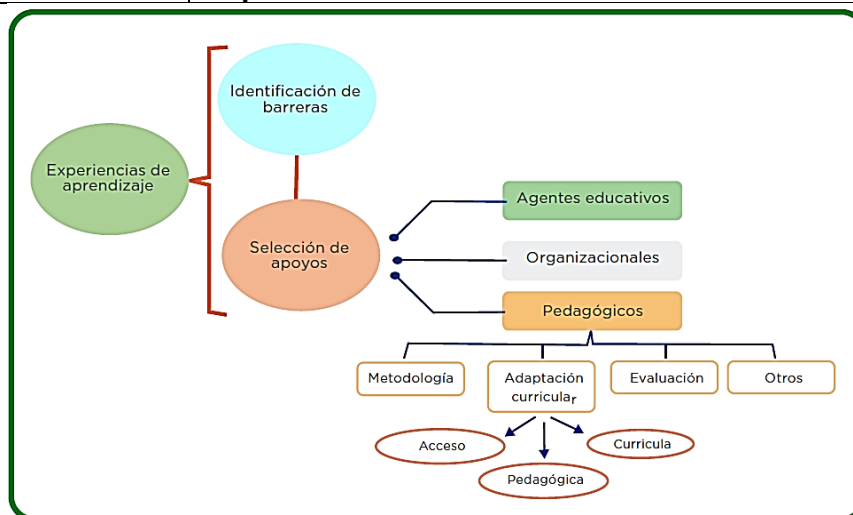 Identificación de
barreras
Experiencias de
aprendizaje
Selección de
apoyos
Agentes educativos
Organizacionales
Pedagógicos
Metodología
Adaptación
curricular
Evaluación
Otros
Acceso
Pedagógica
Curricula